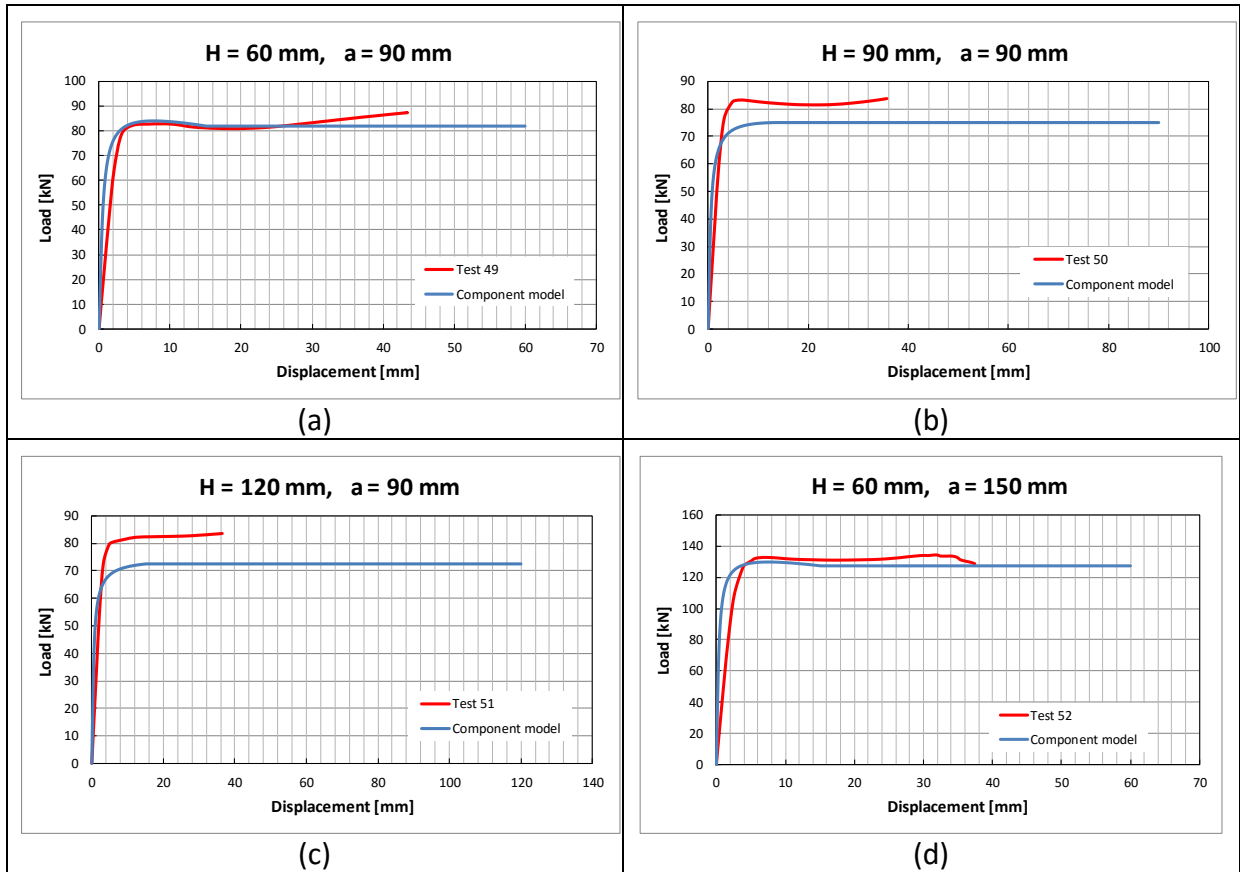 H = 60 mm, a = 90 mm
100
90
80
70
60
50
40
30
20
10
0
Load [kN]
Test 49
Component model
0 10 20 30 40 50 60 70
Displacement [mm]
(a)
H = 90 mm, a = 90 mm
90
80
70
60
50
40
30
20
10
0
Load [kN]
Test 50
Component model
0 20 40 60 80 100
Displacement [mm]
(b)
H = 120 mm, a = 90 mm
90
80
70
60
50
40
30
20
10
0
Load [kN]
Test 51
Component model
0 20 40 60 80 100 120 140
Displacement [mm]
(c)
H = 60 mm, a = 150 mm
160
140
120
100
80
60
40
20
0
Load [kN]
Test 52
Component model
0 10 20 30 40 50 60 70
Displacement [mm]
(d)